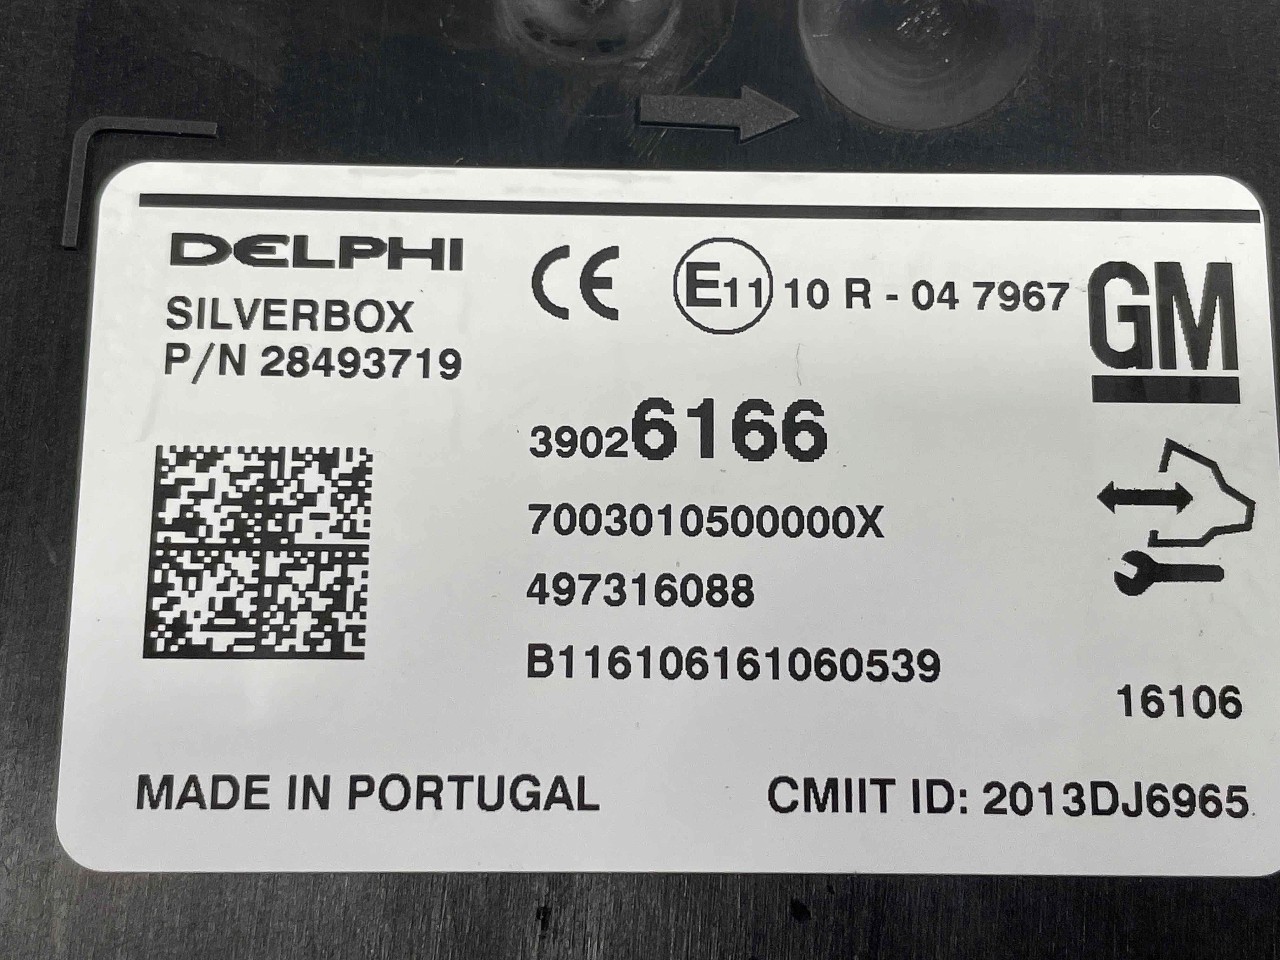 DELPHI
SILVERBOX
P/N 28493719
CE E11 10 R - 04 7967
GM
39026166
7003010500000X
497316088
B116106161060539
16106
MADE IN PORTUGAL
CMIIT ID: 2013DJ6965